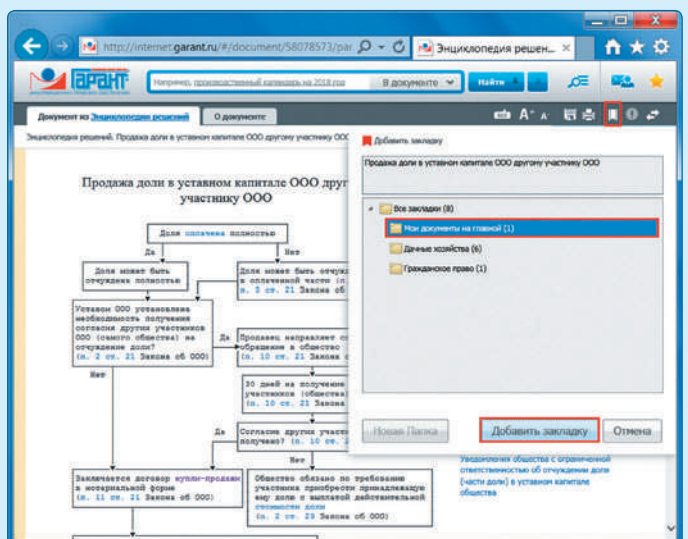 http://internet.garant.ru/#/document/58078573/par
Энциклопедия решен...
ГАРАНТ
Например, производственный календарь на 2018 год
В документе
Найти
Документ из Энциклопедии решений
О документе
A+ A-
Энциклопедия решений. Продажа доли в уставном капитале ООО другому участнику ООО
Добавить закладку
Продажа доли в уставном капитале ООО другому участнику ООО
Все закладки (8)
Мои документы на главной (1)
Дачные хозяйства (6)
Гражданское право (1)
Новая Папка
Добавить закладку
Отмена
Продажа доли в уставном капитале ООО друг
участнику ООО
Доля оплачена полностью
Да
Нет
Доля может быть
отчуждена полностью
Доля может быть отчуж
в оплаченной части (п.
п. 3 ст. 21 Закона об
Уставом ООО установлена
необходимость получения
согласия других участников
ООО (самого общества) на
отчуждение доли?
(п. 2 ст. 21 Закона об ООО)
Да
Продавец направляет со
обращение в общество
(п. 10 ст. 21 Закона о
Нет
30 дней на получение
участников (общества)
(п. 10 ст. 21 Закона
Да
Согласие других участн
получено? (п. 10 ст. 2
Нет
Заключается договор купли-продажи
в нотариальной форме
(п. 11 ст. 21 Закона об ООО)
Общество обязано по требованию
участника приобрести принадлежащую
ему долю с выплатой действительной
стоимости доли
(п. 2 ст. 23 Закона об ООО)
Уведомления общества с ограниченной
ответственностью об отчуждении доли
(части доли) в уставном капитале
общества